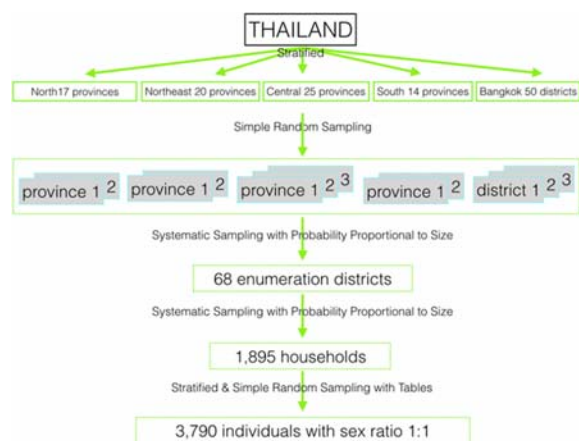 THAILAND
Stratified
North17 provinces Northeast 20 provinces Central 25 provinces South 14 provinces Bangkok 50 districts
Simple Random Sampling
province 1 2 province 1 2 province 1 2 3 province 1 2 district 1 2 3
Systematic Sampling with Probability Proportional to Size
68 enumeration districts
Systematic Sampling with Probability Proportional to Size
1,895 households
Stratified & Simple Random Sampling with Tables
3,790 individuals with sex ratio 1:1